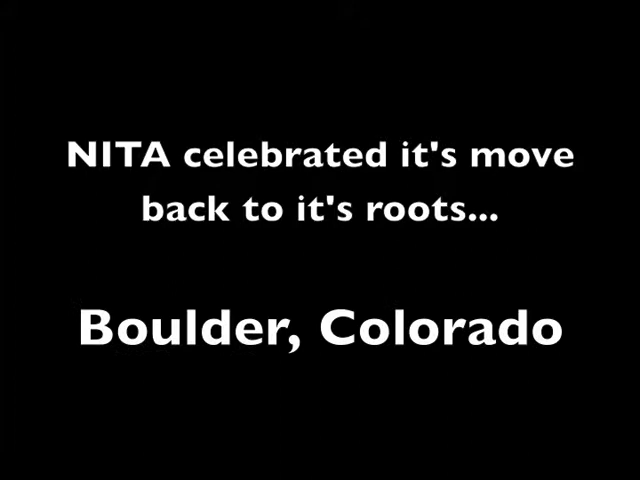 NITA celebrated it's move
back to it's roots...
Boulder, Colorado